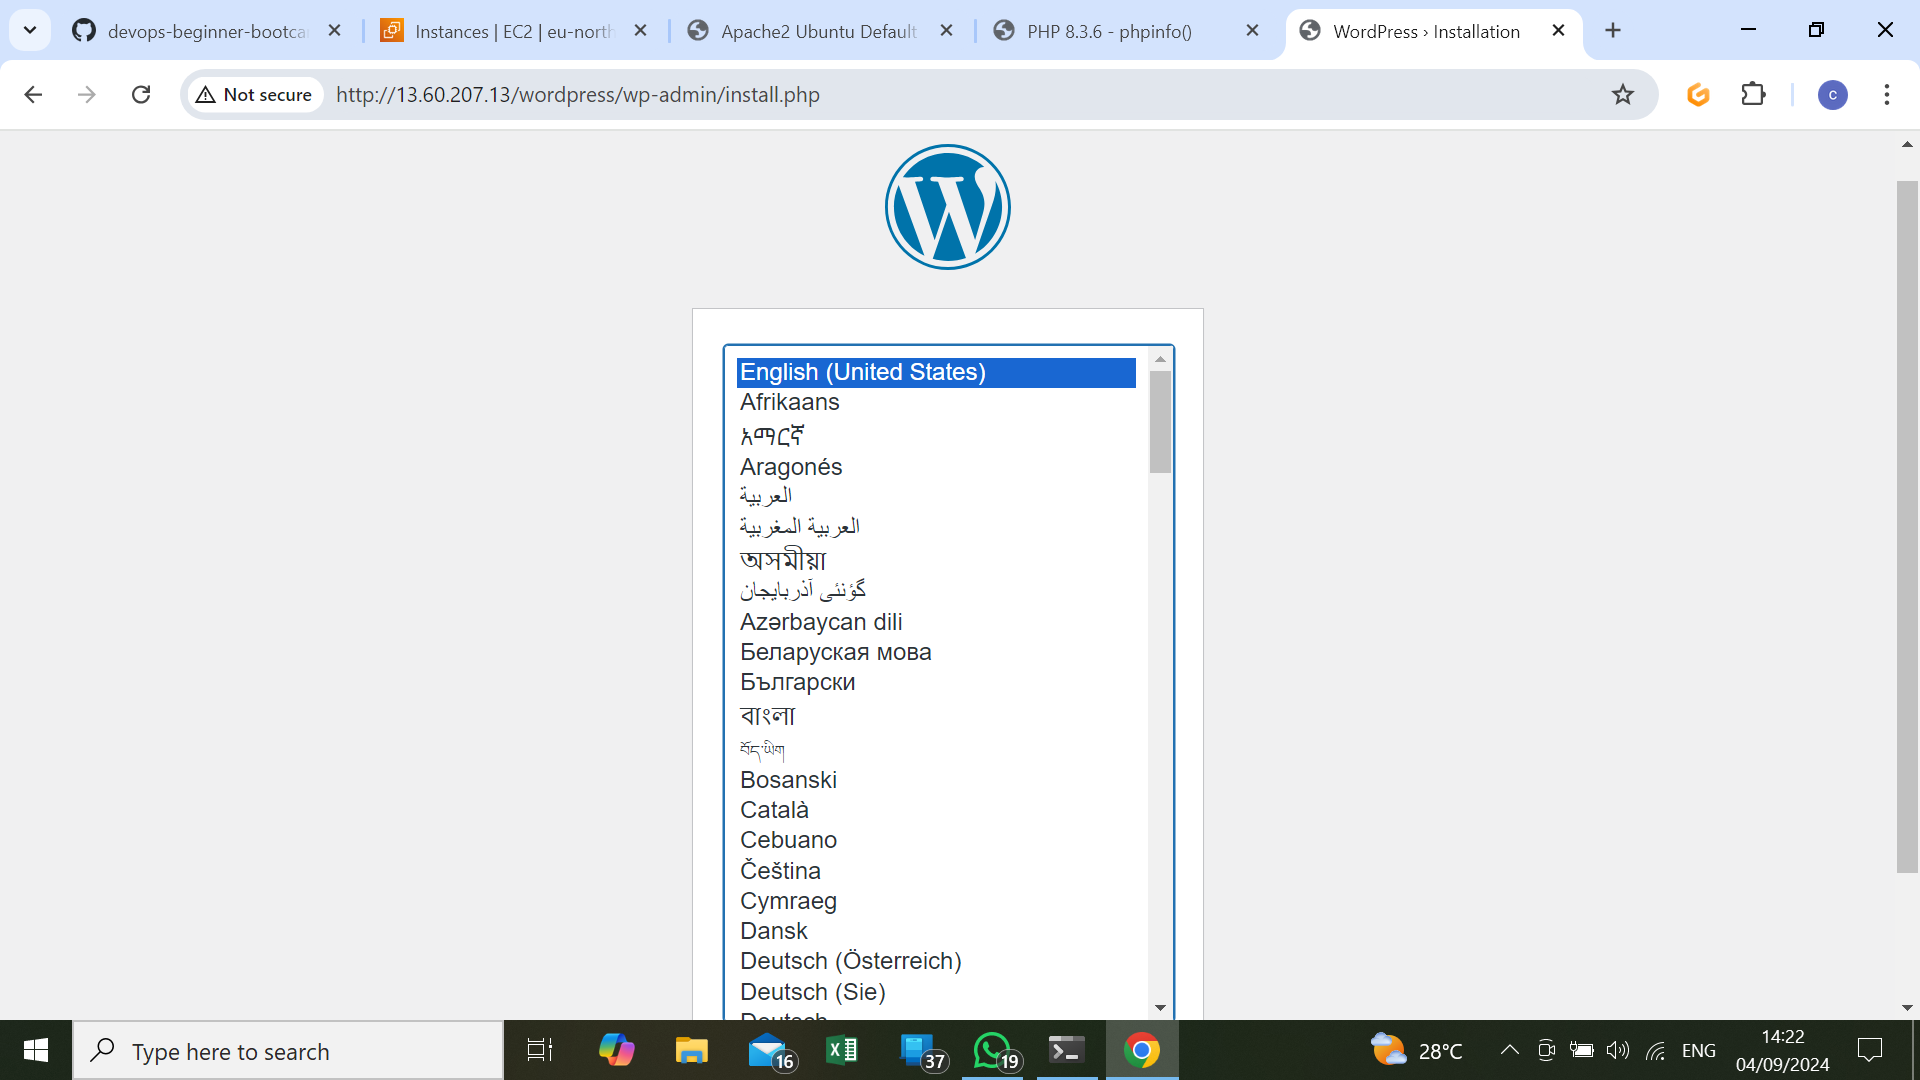 devops-beginner-bootca
Instances | EC2 | eu-north
Apache2 Ubuntu Default
PHP 8.3.6 - phpinfo()
WordPress › Installation
Not secure
http://13.60.207.13/wordpress/wp-admin/install.php
c
English (United States)
Afrikaans
አማርኛ
Aragonés
العربية
العربية المغربية
অসমীয়া
گؤنئی آذربایجان
Azərbaycan dili
Беларуская мова
Български
বাংলা
བོད་ཡིག
Bosanski
Català
Cebuano
Čeština
Cymraeg
Dansk
Deutsch (Österreich)
Deutsch (Sie)
Deutsch
Type here to search
16
37
19
28°C
ENG
14:22
04/09/2024